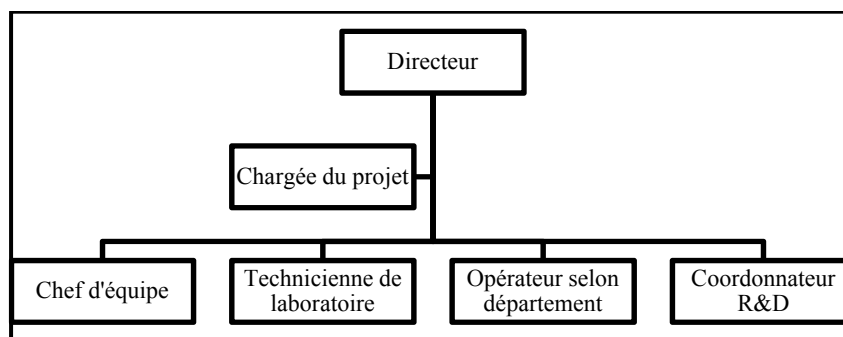 Directeur
Chargée du projet
Chef d'équipe
Technicienne de
laboratoire
Opérateur selon
département
Coordonnateur
R&D